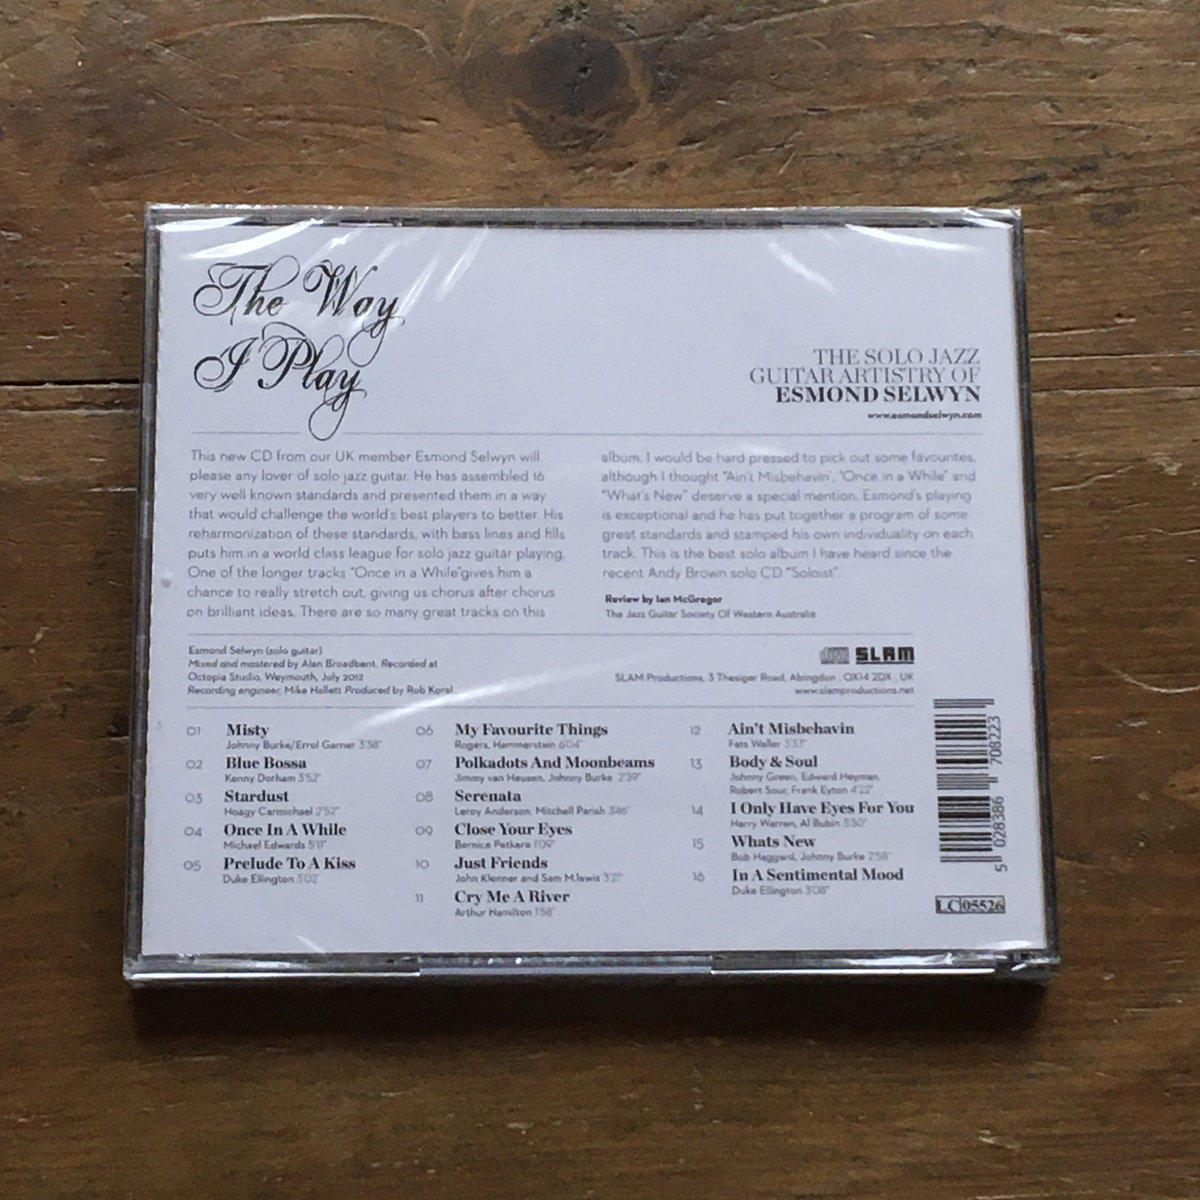 The Way
I Play
THE SOLO JAZZ
GUITAR ARTISTRY OF
ESMOND SELWYN
www.esmondselwyn.com
This new CD from our UK member Esmond Selwyn will
please any lover of solo jazz guitar. He has assembled 16
very well known standards and presented them in a way
that would challenge the world's best players to better. His
reharmonization of these standards, with bass lines and fills
puts him in a world class league for solo jazz guitar playing.
One of the longer tracks "Once in a While"gives him a
chance to really stretch out, giving us chorus after chorus
on brilliant ideas. There are so many great tracks on this
album, I would be hard pressed to pick out some favourites,
although I thought "Ain't Misbehavin', "Once in a While" and
"What's New" deserve a special mention. Esmond's playing
is exceptional and he has put together a program of some
great standards and stamped his own individuality on each
track. This is the best solo album I have heard since the
recent Andy Brown solo CD "Soloist".
Review by Ian McGregor
The Jazz Guitar Society Of Western Australia
Esmond Selwyn (solo guitar)
Mixed and mastered by Alan Broadbent. Recorded at
Octopia Studio, Weymouth, July 2012
Recording engineer, Mike Hallett Produced by Rob Koral
SLAM
SLAM Productions, 3 Thesiger Road, Abingdon , OX14 2DX , UK
www.slamproductions.net
01 Misty
Johnny Burke/Errol Garner 3'38"
02 Blue Bossa
Kenny Dorham 3'52"
03 Stardust
Hoagy Carmichael 2'52"
04 Once In A While
Michael Edwards 5'11"
05 Prelude To A Kiss
Duke Ellington 3'02"
06 My Favourite Things
Rogers, Hammerstein 6'04"
07 Polkadots And Moonbeams
Jimmy van Heusen, Johnny Burke 2'39"
08 Serenata
Leroy Anderson, Mitchell Parish 3'46"
09 Close Your Eyes
Bernice Petkere 1'09"
10 Just Friends
John Klenner and Sam M.lewis 3'21"
11 Cry Me A River
Arthur Hamilton 1'58"
12 Ain't Misbehavin
Fats Waller 5'33"
13 Body & Soul
Johnny Green, Edward Heyman,
Robert Sour, Frank Eyton 4'22"
14 I Only Have Eyes For You
Harry Warren, Al Bubin 3'30"
15 Whats New
Bob Haggard, Johnny Burke 2'58"
16 In A Sentimental Mood
Duke Ellington 3'08"
5 028386 708223
LC 05526